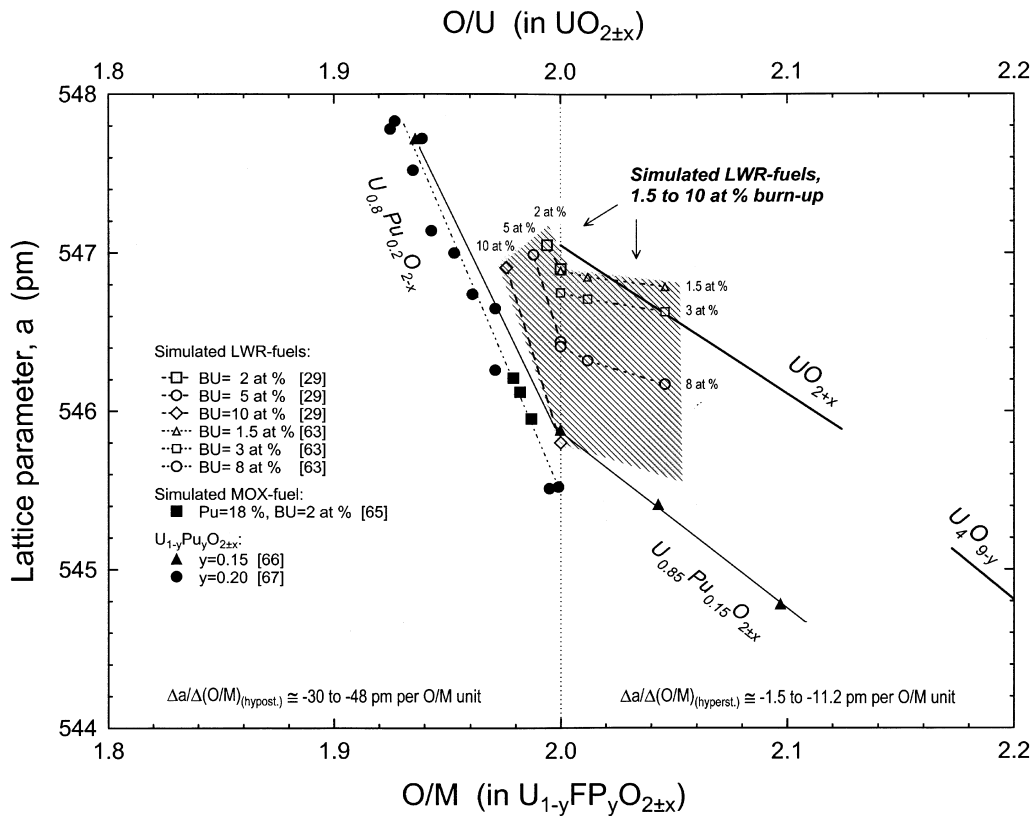 O/U (in UO2±x)
1.8 1.9 2.0 2.1 2.2
548
547
546
545
544
Lattice parameter, a (pm)
U0.8Pu0.2O2-x
Simulated LWR-fuels,
1.5 to 10 at % burn-up
2 at %
5 at %
10 at %
1.5 at %
3 at %
8 at %
UO2+x
Simulated LWR-fuels:
BU= 2 at % [29]
BU= 5 at % [29]
BU=10 at % [29]
BU= 1.5 at % [63]
BU= 3 at % [63]
BU= 8 at % [63]
Simulated MOX-fuel:
Pu=18 %, BU=2 at % [65]
U1-yPuyO2±x:
y=0.15 [66]
y=0.20 [67]
U4O9-y
U0.85Pu0.15O2±x
Δa/Δ(O/M)(hypost.) ≅ -30 to -48 pm per O/M unit
Δa/Δ(O/M)(hyperst.) ≅ -1.5 to -11.2 pm per O/M unit
1.8 1.9 2.0 2.1 2.2
O/M (in U1-yFPyO2±x)